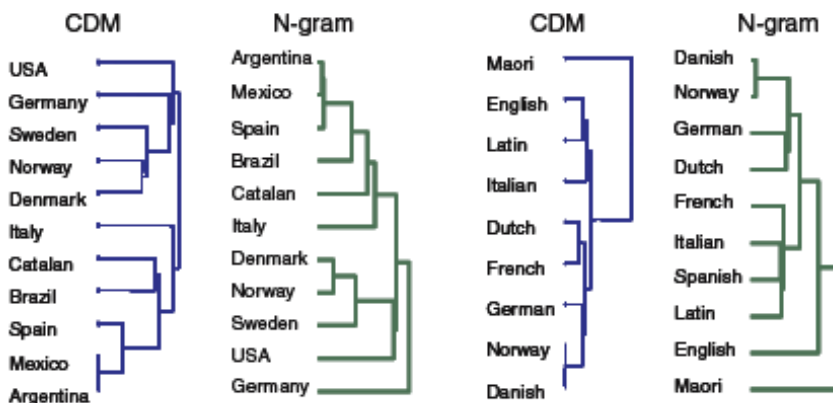 CDM
USA
Germany
Sweden
Norway
Denmark
Italy
Catalan
Brazil
Spain
Mexico
Argentina
N-gram
Argentina
Mexico
Spain
Brazil
Catalan
Italy
Denmark
Norway
Sweden
USA
Germany
CDM
Maori
English
Latin
Italian
Dutch
French
German
Norway
Danish
N-gram
Danish
Norway
German
Dutch
French
Italian
Spanish
Latin
English
Maori